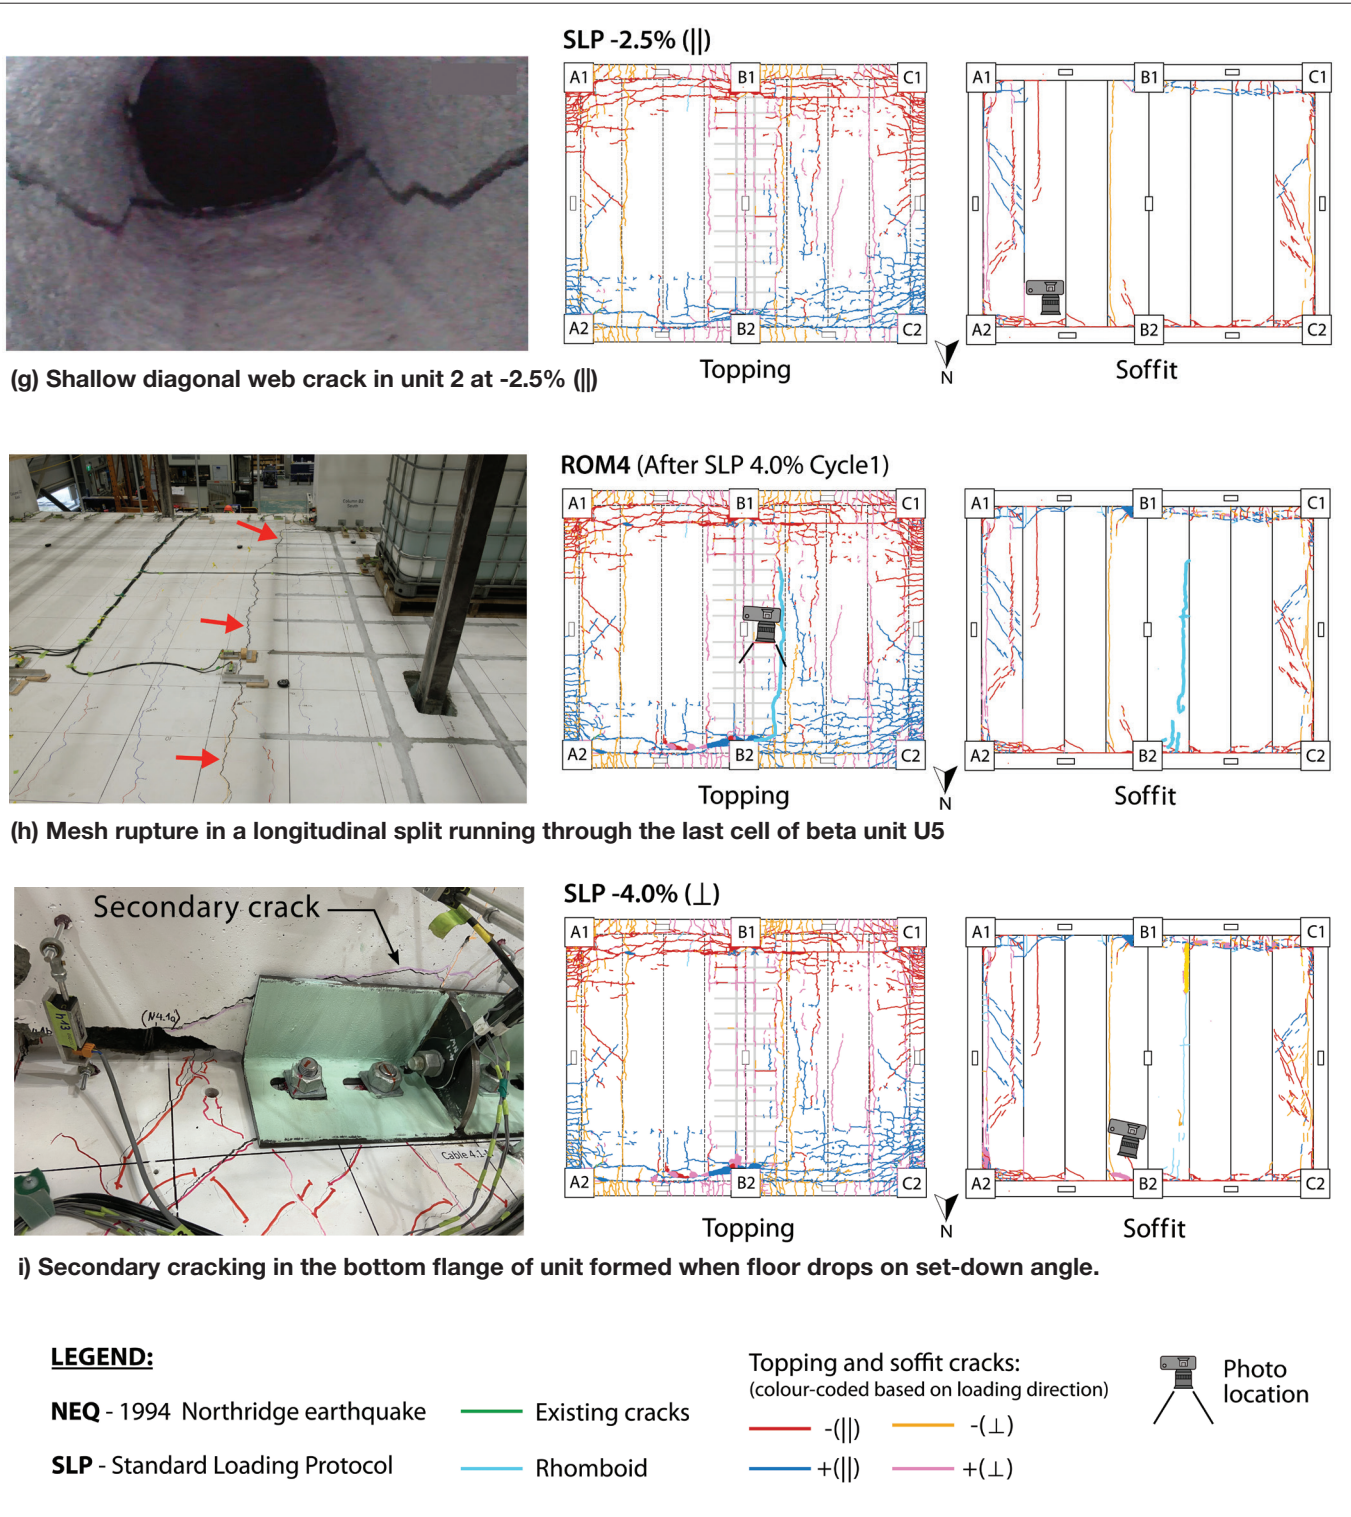 SLP -2.5% (||)
A1
B1
C1
A2
B2
C2
Topping
N
A1
B1
C1
A2
B2
C2
Soffit
(g) Shallow diagonal web crack in unit 2 at -2.5% (||)
ROM4 (After SLP 4.0% Cycle1)
A1
B1
C1
A2
B2
C2
Topping
N
A1
B1
C1
A2
B2
C2
Soffit
(h) Mesh rupture in a longitudinal split running through the last cell of beta unit U5
SLP -4.0% (⊥)
Secondary crack
(N4.1a)
Cable 4.1-
A1
B1
C1
A2
B2
C2
Topping
N
A1
B1
C1
A2
B2
C2
Soffit
i) Secondary cracking in the bottom flange of unit formed when floor drops on set-down angle.
LEGEND:
NEQ - 1994 Northridge earthquake
SLP - Standard Loading Protocol
Existing cracks
Rhomboid
Topping and soffit cracks:
(colour-coded based on loading direction)
-(||)
-(⊥)
+(||)
+(⊥)
Photo
location